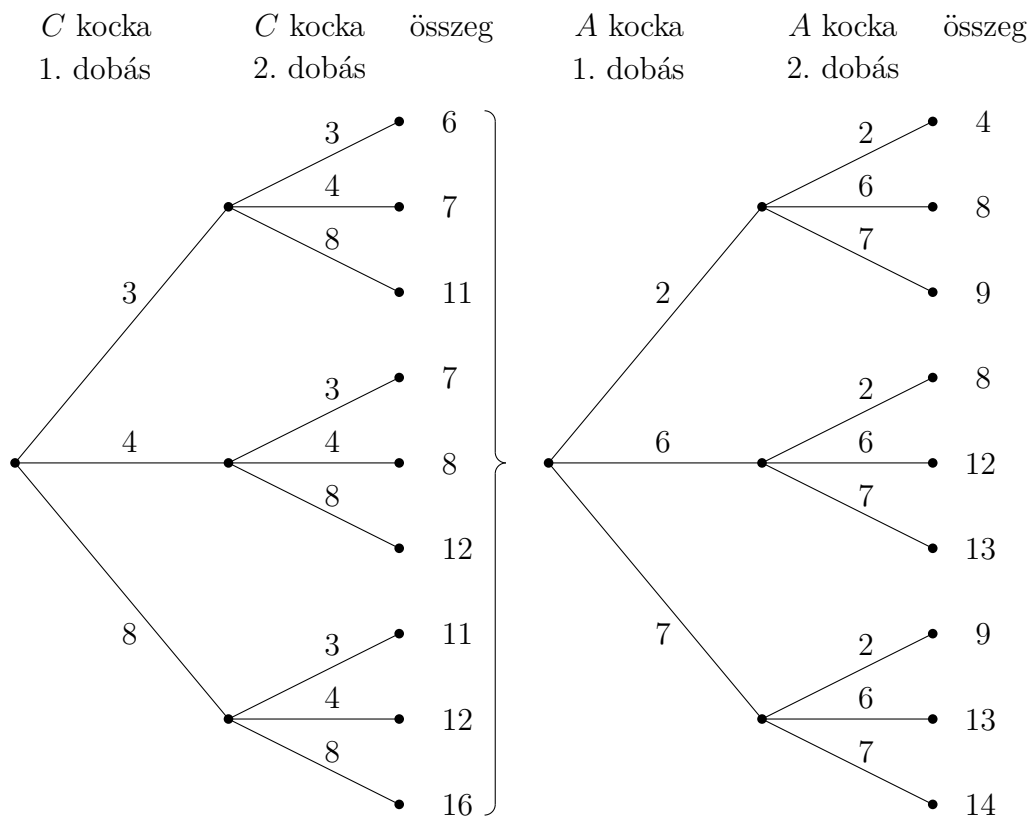 C kocka C kocka összeg A kocka A kocka összeg
1. dobás 2. dobás 1. dobás 2. dobás
3 6 2 4
4 7 6 8
8 11 7 9
3 2
3 7 2 8
4 4 8 6 6 12
8 12 7 13
8 7
3 11 2 9
4 12 6 13
8 16 7 14